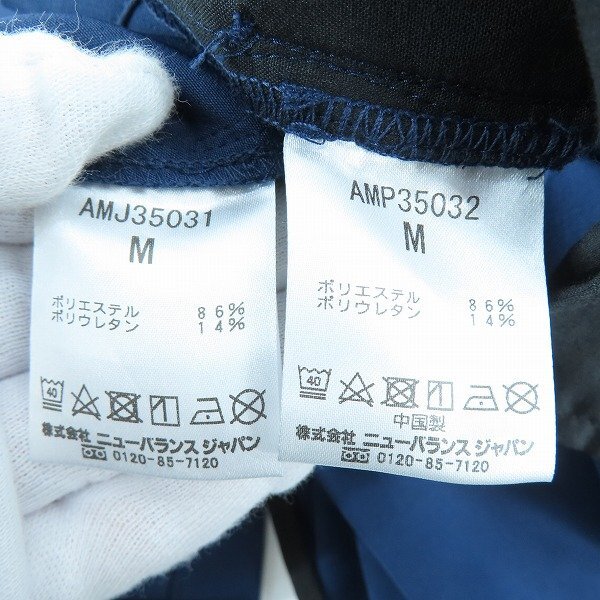 AMJ35031
M
ポリエステル 86%
ポリウレタン 14%
40
株式会社 ニューバランス ジャパン
0120-85-7120
AMP35032
M
ポリエステル 86%
ポリウレタン 14%
40
中国製
株式会社 ニューバランス ジャパン
0120-85-7120